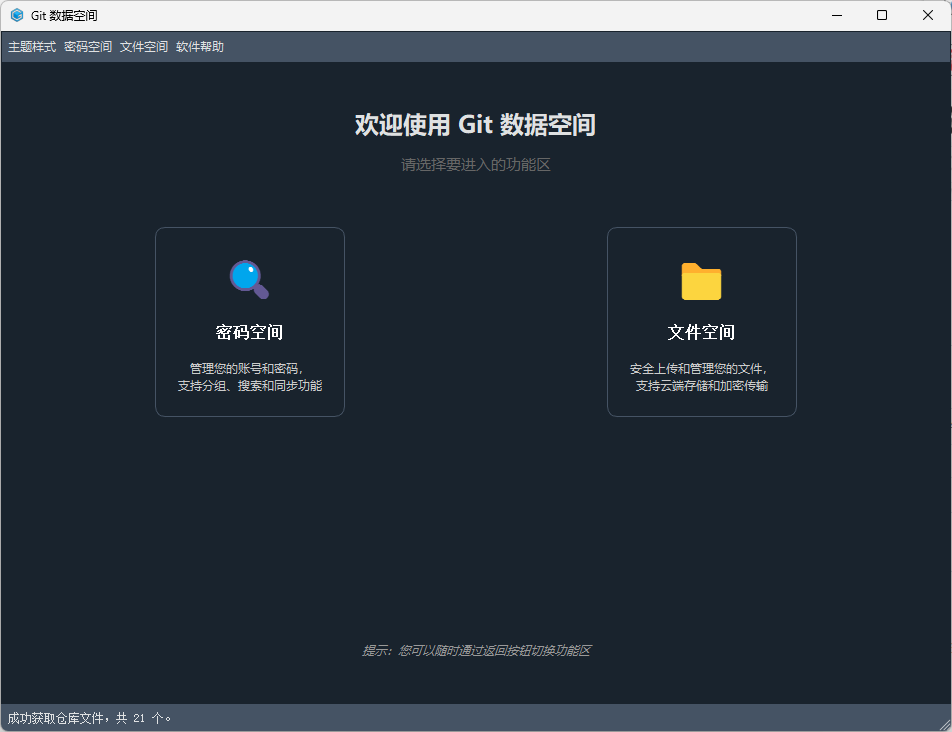 Git 数据空间
主题样式 密码空间 文件空间 软件帮助
欢迎使用 Git 数据空间
请选择要进入的功能区
密码空间
管理您的账号和密码，
支持分组、搜索和同步功能
文件空间
安全上传和管理您的文件，
支持云端存储和加密传输
提示：您可以随时通过返回按钮切换功能区
成功获取仓库文件，共 21 个。